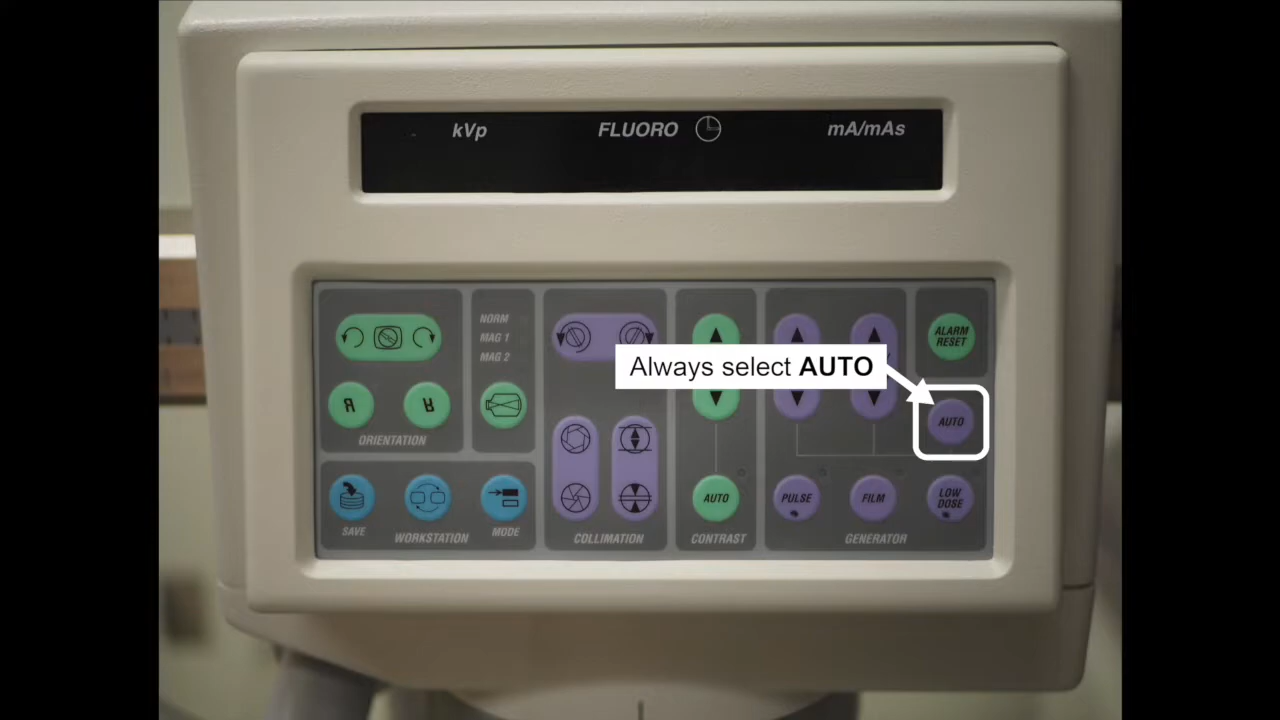 kVp
FLUORO
mA/mAs
NORM
MAG 1
MAG 2
ALARM
RESET
Always select AUTO
AUTO
R
R
ORIENTATION
AUTO
PULSE
FILM
LOW
DOSE
SAVE
WORKSTATION
MODE
COLLIMATION
CONTRAST
GENERATOR